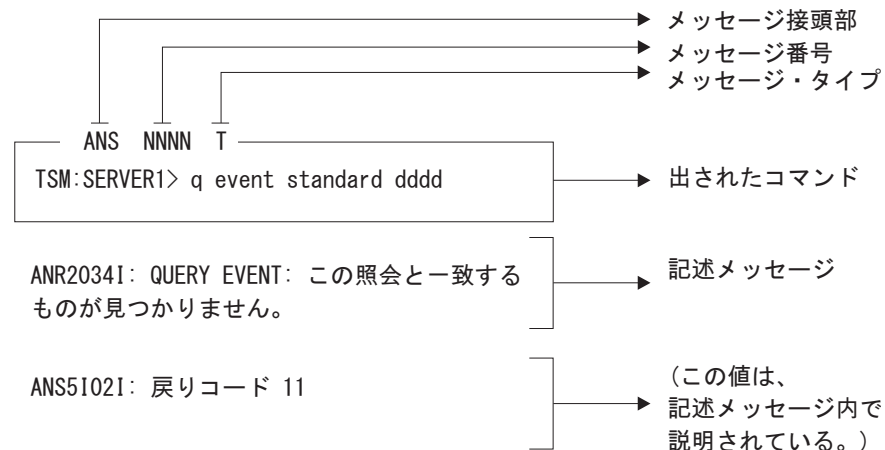 メッセージ接頭部
メッセージ番号
メッセージ・タイプ
ANS NNNN T
TSM:SERVER1> q event standard dddd
出されたコマンド
ANR2034I: QUERY EVENT: この照会と一致する
ものが見つかりません。
記述メッセージ
ANS5I02I: 戻りコード 11
(この値は、
記述メッセージ内で
説明されている。)